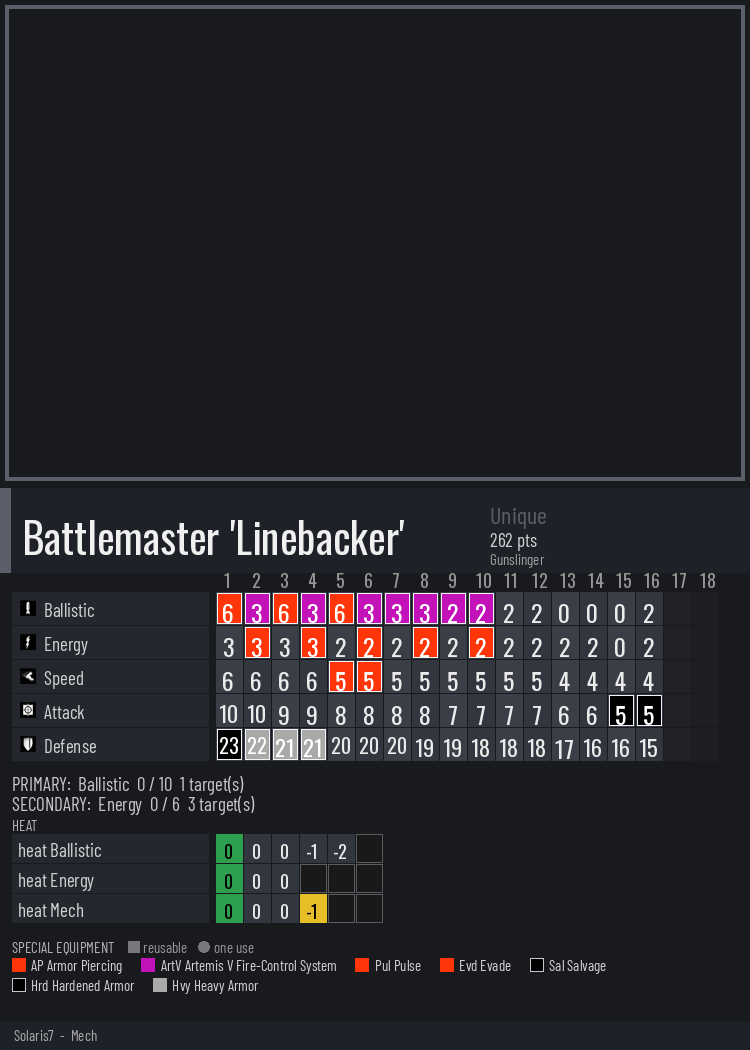 Battlemaster 'Linebacker'
Unique
262 pts
Gunslinger
1 2 3 4 5 6 7 8 9 10 11 12 13 14 15 16 17 18
Ballistic 6 3 6 3 6 3 3 3 2 2 2 2 0 0 0 2
Energy 3 3 3 3 2 2 2 2 2 2 2 2 2 2 0 2
Speed 6 6 6 6 5 5 5 5 5 5 5 5 4 4 4 4
Attack 10 10 9 9 8 8 8 8 7 7 7 7 6 6 5 5
Defense 23 22 21 21 20 20 20 19 19 18 18 18 17 16 16 15
PRIMARY: Ballistic 0 / 10 1 target(s)
SECONDARY: Energy 0 / 6 3 target(s)
HEAT
heat Ballistic 0 0 0 -1 -2
heat Energy 0 0 0
heat Mech 0 0 0 -1
SPECIAL EQUIPMENT reusable one use
AP Armor Piercing ArtV Artemis V Fire-Control System Pul Pulse Evd Evade Sal Salvage
Hrd Hardened Armor Hvy Heavy Armor
Solaris7 - Mech